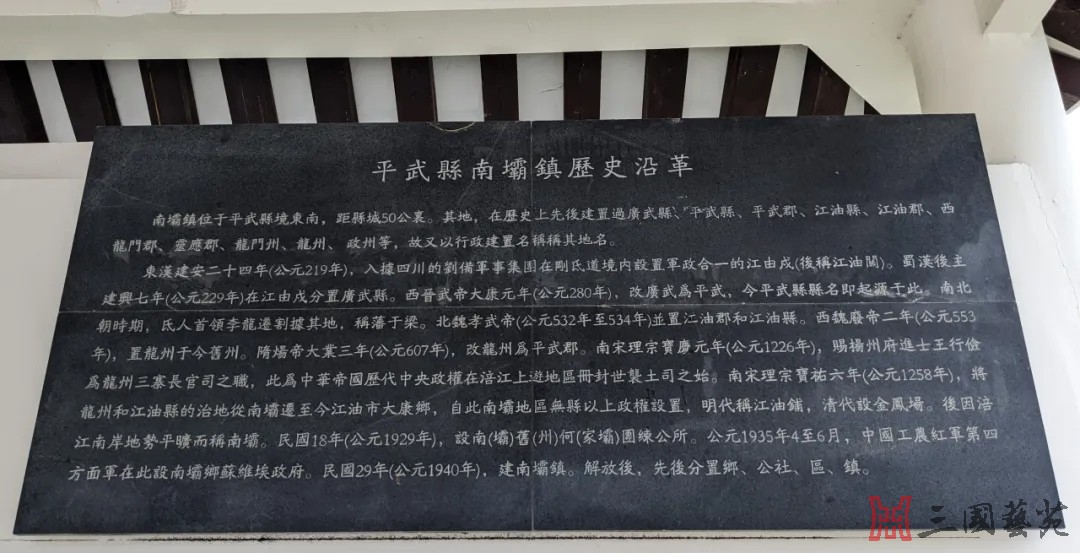 平武縣南壩鎮歷史沿革
南壩鎮位于平武縣境東南，距縣城50公裏。其地，在歷史上先後建置過廣武縣、平武縣、平武郡、江油縣、江油郡、西
龍門郡、靈應郡、龍門州、龍州、政州等，故又以行政建置名稱稱其地名。
東漢建安二十四年(公元219年)，入據四川的劉備軍事集團在剛氐道境内設置軍政合一的江由戍(後稱江油關)。蜀漢後主
建興七年(公元229年)在江由戍分置廣武縣。西晉武帝大康元年(公元280年)，改廣武爲平武，今平武縣縣名即起源于此。南北
朝時期，氐人首領李龍遷割據其地，稱藩于梁。北魏孝武帝(公元532年至534年)並置江油郡和江油縣。西魏廢帝二年(公元553
年)，置龍州于今舊州。隋煬帝大業三年(公元607年)，改龍州爲平武郡。南宋理宗寶慶元年(公元1226年)，賜揚州府進士王行儉
爲龍州三寨長官司之職，此爲中華帝國歷代中央政權在涪江上遊地區冊封世襲土司之始。南宋理宗寶祐六年(公元1258年)，將
龍州和江油縣的治地從南壩遷至今江油市大康鄉，自此南壩地區無縣以上政權設置，明代稱江油鋪，清代設金鳳場。後因涪
江南岸地勢平曠而稱南壩。民國18年(公元1929年)，設南(壩)舊(州)何(家壩)團練公所。公元1935年4至6月，中國工農紅軍第四
方面軍在此設南壩鄉蘇維埃政府。民國29年(公元1940年)，建南壩鎮。解放後，先後分置鄉、公社、區、鎮。
三國藝苑